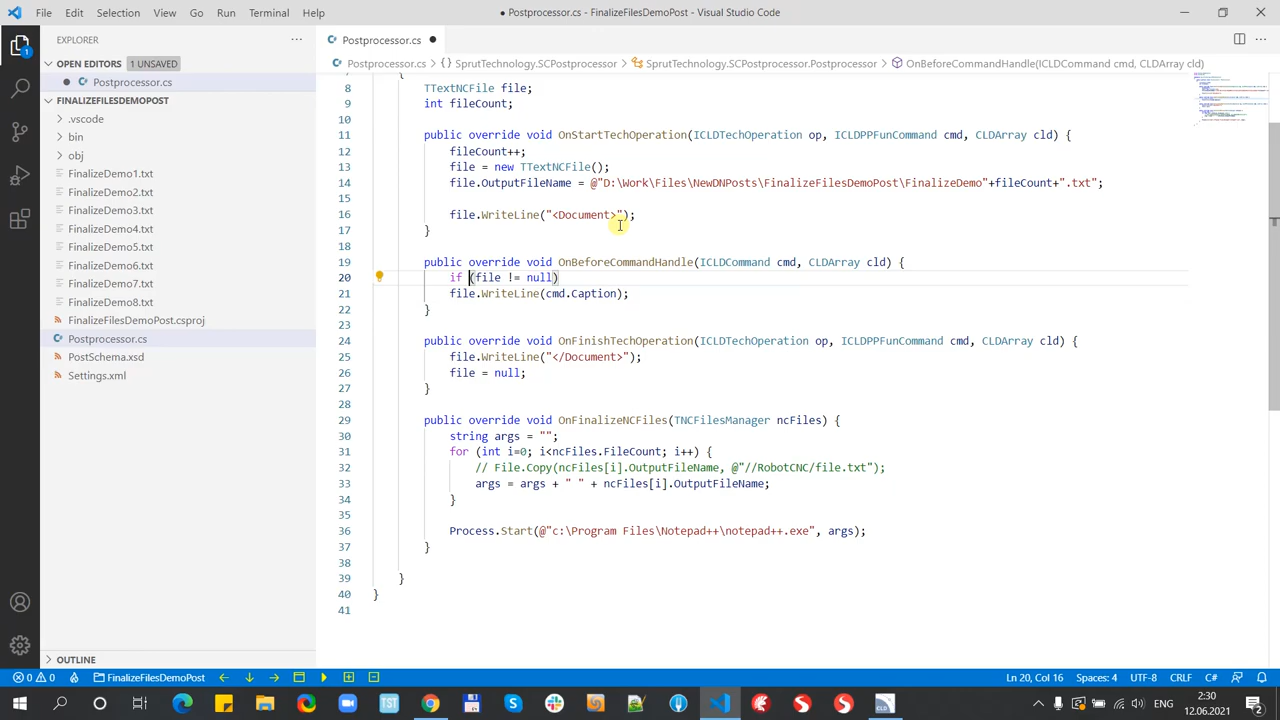 File Edit Selection View Go Run Terminal Help
● Postprocessor.cs - FinalizeFilesDemoPost - Visual Studio Code
EXPLORER
OPEN EDITORS 1 UNSAVED
● Postprocessor.cs
FINALIZEFILESDEMOPOST
.vscode
bin
obj
FinalizeDemo1.txt
FinalizeDemo2.txt
FinalizeDemo3.txt
FinalizeDemo4.txt
FinalizeDemo5.txt
FinalizeDemo6.txt
FinalizeDemo7.txt
FinalizeDemo8.txt
FinalizeFilesDemoPost.csproj
Postprocessor.cs
PostSchema.xsd
Settings.xml
OUTLINE
Postprocessor.cs ●
Postprocessor.cs > {} SprutTechnology.SCPostprocessor > SprutTechnology.SCPostprocessor.Postprocessor > OnBeforeCommandHandle(ICLDCommand cmd, CLDArray cld)
8 TTextNCFile file;
9 int fileCount;
10
11 public override void OnStartTechOperation(ICLDTechOperation op, ICLDPPFunCommand cmd, CLDArray cld) {
12 fileCount++;
13 file = new TTextNCFile();
14 file.OutputFileName = @"D:\Work\Files\NewDNPosts\FinalizeFilesDemoPost\FinalizeDemo"+fileCount+".txt";
15
16 file.WriteLine("<Document>");
17 }
18
19 public override void OnBeforeCommandHandle(ICLDCommand cmd, CLDArray cld) {
20 if (file != null)
21 file.WriteLine(cmd.Caption);
22 }
23
24 public override void OnFinishTechOperation(ICLDTechOperation op, ICLDPPFunCommand cmd, CLDArray cld) {
25 file.WriteLine("</Document>");
26 file = null;
27 }
28
29 public override void OnFinalizeNCFiles(TNCFilesManager ncFiles) {
30 string args = "";
31 for (int i=0; i<ncFiles.FileCount; i++) {
32 // File.Copy(ncFiles[i].OutputFileName, @"//RobotCNC/file.txt");
33 args = args + " " + ncFiles[i].OutputFileName;
34 }
35
36 Process.Start(@"c:\Program Files\Notepad++\notepad++.exe", args);
37 }
38
39 }
40 }
41
0 0 FinalizeFilesDemoPost Ln 20, Col 16 Spaces: 4 UTF-8 CRLF C#
1ST CLD ENG 2:30
12.06.2021